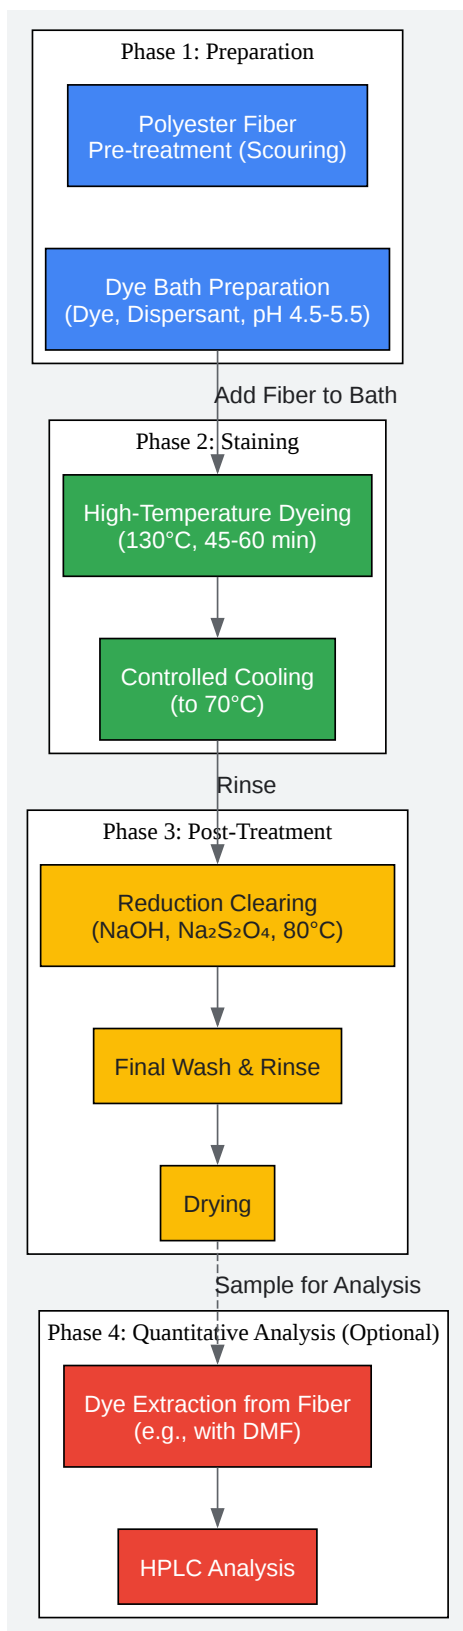 Phase 1: Preparation
Polyester Fiber
Pre-treatment (Scouring)
Dye Bath Preparation
(Dye, Dispersant, pH 4.5-5.5)
Add Fiber to Bath
Phase 2: Staining
High-Temperature Dyeing
(130°C, 45-60 min)
Controlled Cooling
(to 70°C)
Rinse
Phase 3: Post-Treatment
Reduction Clearing
(NaOH, Na₂S₂O₄, 80°C)
Final Wash & Rinse
Drying
Sample for Analysis
Phase 4: Quantitative Analysis (Optional)
Dye Extraction from Fiber
(e.g., with DMF)
HPLC Analysis